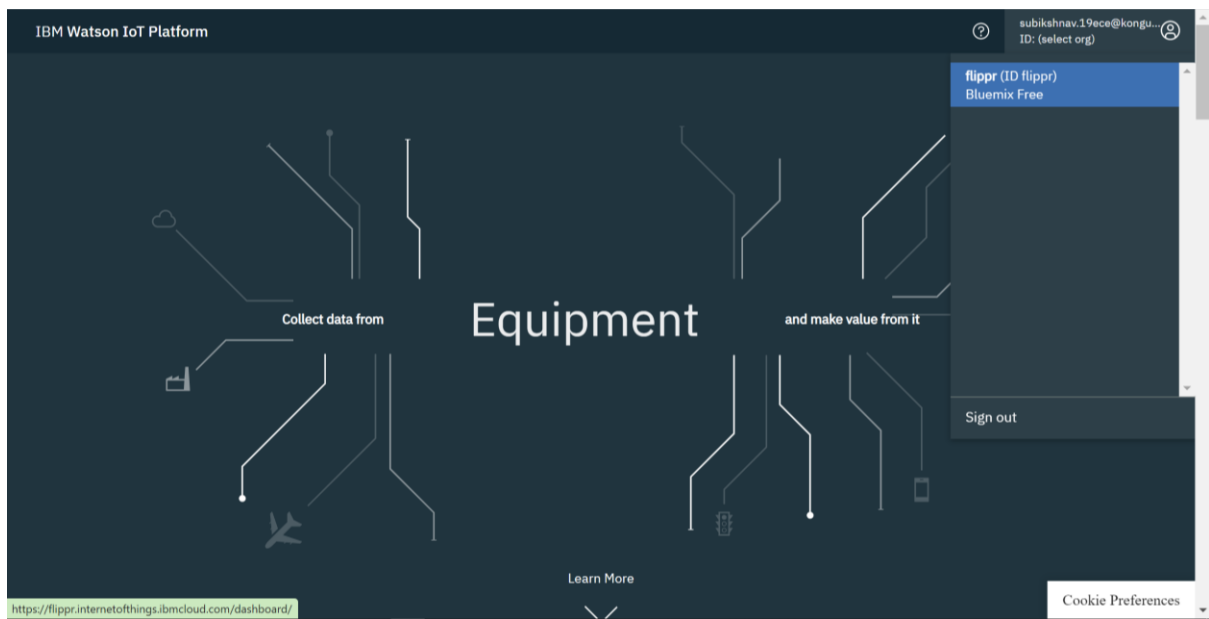 IBM Watson IoT Platform
subikshnav.19ece@kongu...
ID: (select org)
flippr (ID flippr)
Bluemix Free
Collect data from
Equipment
and make value from it
Sign out
Learn More
Cookie Preferences
https://flippr.internetofthings.ibmcloud.com/dashboard/